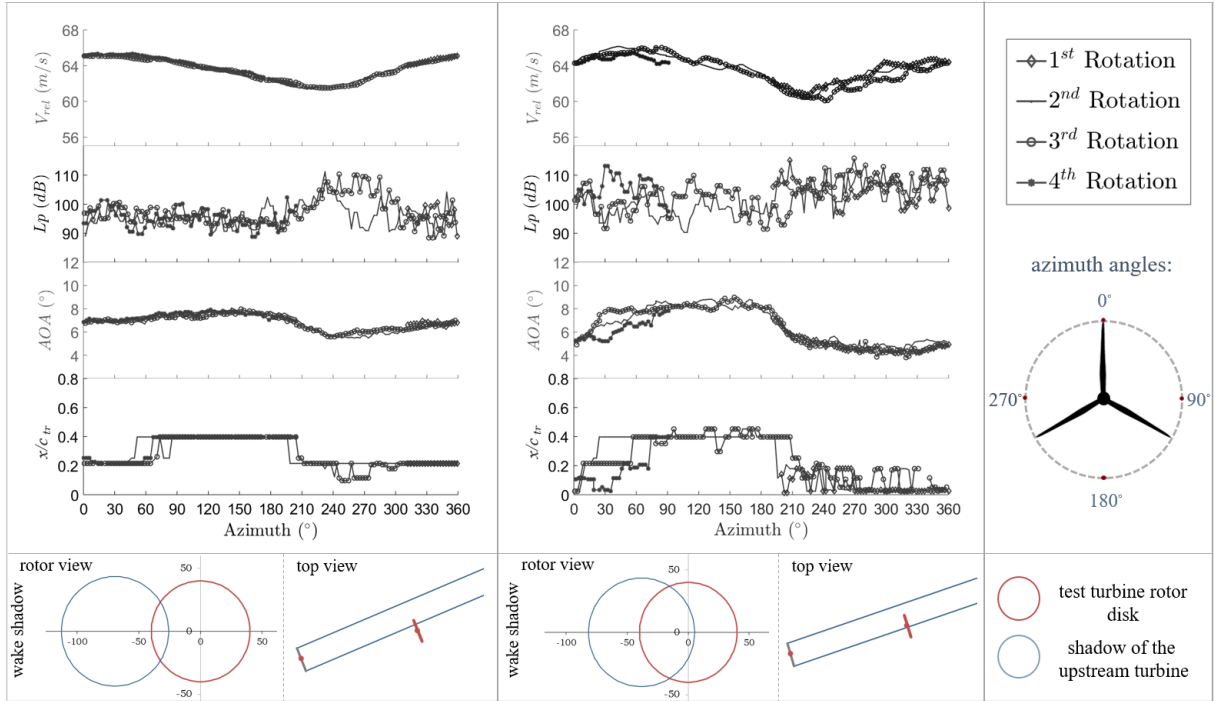 68
64
60
56
V_rel (m/s)
110
100
90
Lp (dB)
12
10
8
6
4
AOA (°)
0.8
0.6
0.4
0.2
0
x/c_tr
0 30 60 90 120 150 180 210 240 270 300 330 360
Azimuth (°)
68
64
60
56
V_rel (m/s)
110
100
90
Lp (dB)
12
10
8
6
4
AOA (°)
0.8
0.6
0.4
0.2
0
x/c_tr
0 30 60 90 120 150 180 210 240 270 300 330 360
Azimuth (°)
1st Rotation
2nd Rotation
3rd Rotation
4th Rotation
azimuth angles:
0°
270°
90°
180°
wake shadow
rotor view
50
-100 -50 0 50
-50
top view
wake shadow
rotor view
50
-100 -50 0 50
-50
top view
test turbine rotor
disk
shadow of the
upstream turbine